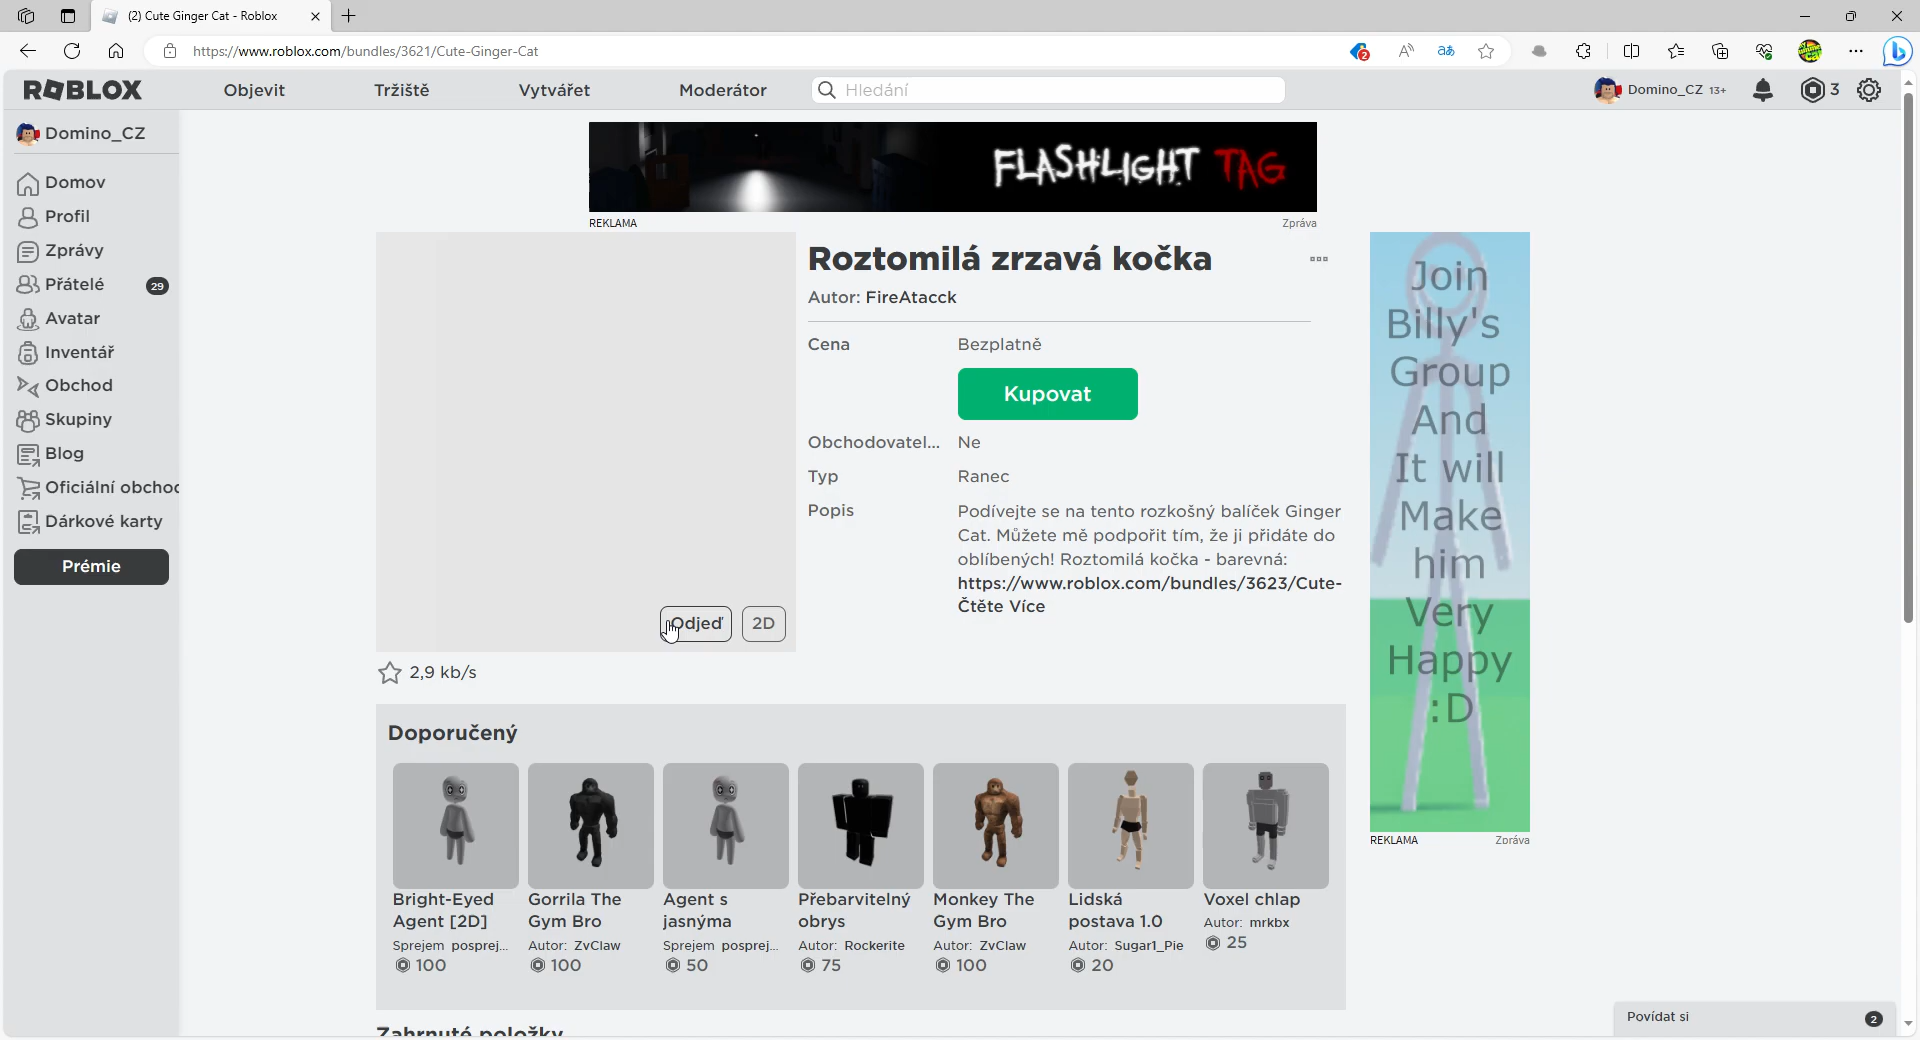 (2) Cute Ginger Cat - Roblox
https://www.roblox.com/bundles/3621/Cute-Ginger-Cat
2
aあ
ROBLOX
Objevit
Tržiště
Vytvářet
Moderátor
Hledání
Domino_CZ 13+
3
Domino_CZ
Domov
Profil
Zprávy
Přátelé
29
Avatar
Inventář
Obchod
Skupiny
Blog
Oficiální obchod
Dárkové karty
Prémie
FLASHLIGHT TAG
REKLAMA
Zpráva
Roztomilá zrzavá kočka
Autor: FireAtacck
Cena
Bezplatně
Kupovat
Obchodovatel...
Ne
Typ
Ranec
Popis
Podívejte se na tento rozkošný balíček Ginger
Cat. Můžete mě podpořit tím, že ji přidáte do
oblíbených! Roztomilá kočka - barevná:
https://www.roblox.com/bundles/3623/Cute-
Čtěte Více
Odjeď
2D
2,9 kb/s
Join
Billy's
Group
And
It will
Make
him
Very
Happy
:D
REKLAMA
Zpráva
Doporučený
Bright-Eyed
Agent [2D]
Sprejem posprej...
100
Gorrila The
Gym Bro
Autor: ZvClaw
100
Agent s
jasnýma
Sprejem posprej...
50
Přebarvitelný
obrys
Autor: Rockerite
75
Monkey The
Gym Bro
Autor: ZvClaw
100
Lidská
postava 1.0
Autor: Sugar1_Pie
20
Voxel chlap
Autor: mrkbx
25
Zahrnuté položky
Povídat si
2